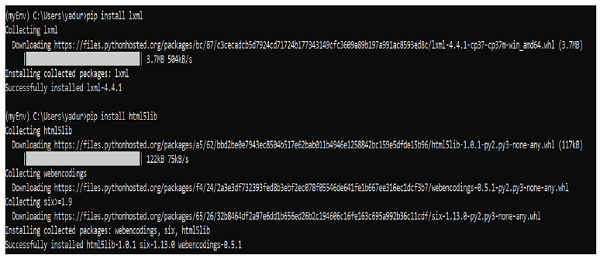 (myEnv) C:\Users\yadur>pip install lxml
Collecting lxml
Downloading https://files.pythonhosted.org/packages/bc/87/c3cecadcb5d7924cd71724b177343149cfc3609a89b197a991ac8593ed8c/lxml-4.4.1-cp37-cp37m-win_amd64.whl (3.7MB)
3.7MB 504kB/s
Installing collected packages: lxml
Successfully installed lxml-4.4.1
(myEnv) C:\Users\yadur>pip install html5lib
Collecting html5lib
Downloading https://files.pythonhosted.org/packages/a5/62/bbd2be0e7943ec8504b517e62bab011b4946e1258842bc159e5dfde15b96/html5lib-1.0.1-py2.py3-none-any.whl (117kB)
122kB 75kB/s
Collecting webencodings
Downloading https://files.pythonhosted.org/packages/f4/24/2a3e3df732393fed8b3ebf2ec078f05546de641fe1b667ee316ec1dcf3b7/webencodings-0.5.1-py2.py3-none-any.whl
Collecting six>=1.9
Downloading https://files.pythonhosted.org/packages/65/26/32b8464df2a97e6dd1b656ed26b2c194606c16fe163c695a992b36c11cdf/six-1.13.0-py2.py3-none-any.whl
Installing collected packages: webencodings, six, html5lib
Successfully installed html5lib-1.0.1 six-1.13.0 webencodings-0.5.1